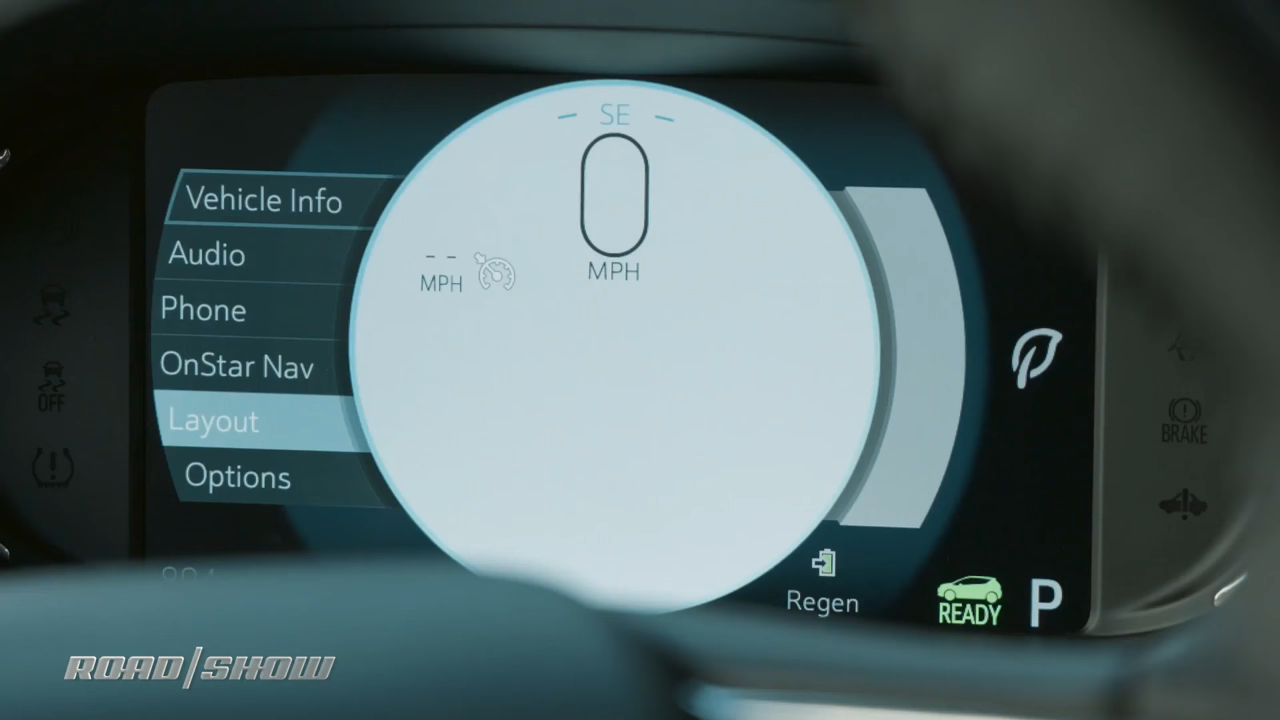 SE
0
MPH
-- MPH
Vehicle Info
Audio
Phone
OnStar Nav
Layout
Options
OFF
BRAKE
Regen
READY
P
ROAD/SHOW